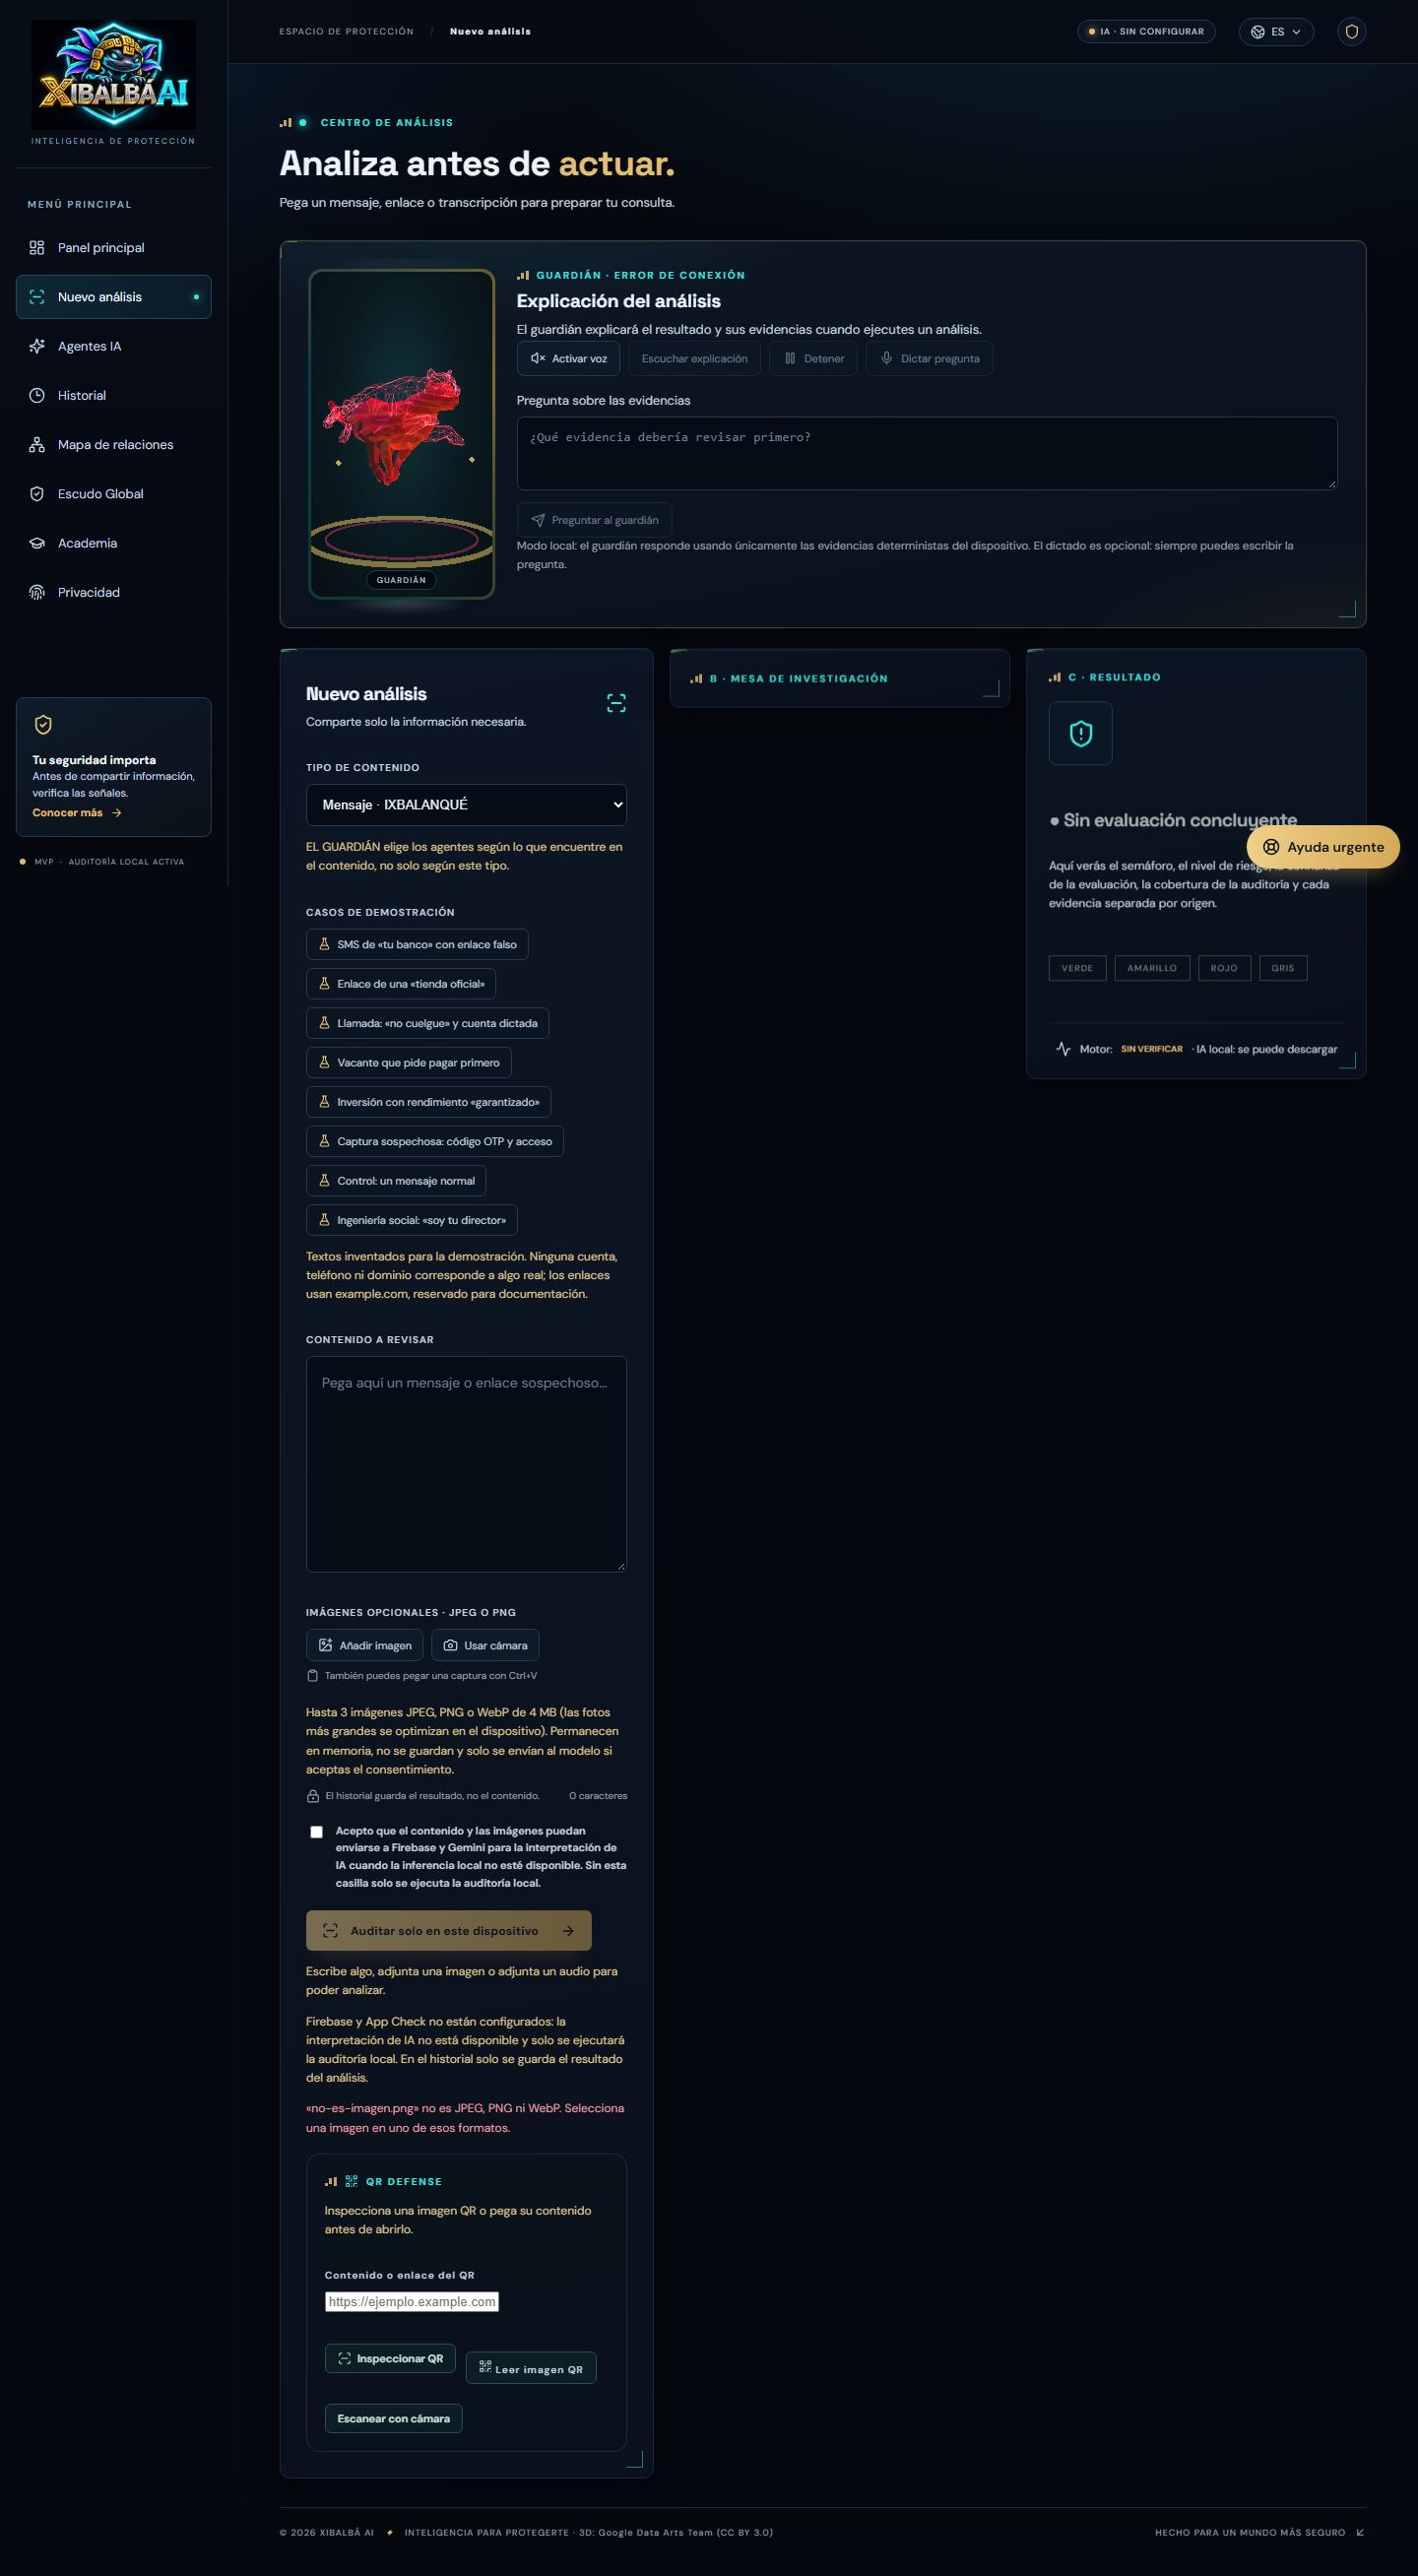 XIBALBÁ AI
INTELIGENCIA DE PROTECCIÓN
MENÚ PRINCIPAL
Panel principal
Nuevo análisis
Agentes IA
Historial
Mapa de relaciones
Escudo Global
Academia
Privacidad
Tu seguridad importa
Antes de compartir información,
verifica las señales.
Conocer más
MVP · AUDITORÍA LOCAL ACTIVA
ESPACIO DE PROTECCIÓN / Nuevo análisis
IA · SIN CONFIGURAR
ES
CENTRO DE ANÁLISIS
Analiza antes de actuar.
Pega un mensaje, enlace o transcripción para preparar tu consulta.
GUARDIÁN
GUARDIÁN · ERROR DE CONEXIÓN
Explicación del análisis
El guardián explicará el resultado y sus evidencias cuando ejecutes un análisis.
Activar voz
Escuchar explicación
Detener
Dictar pregunta
Pregunta sobre las evidencias
¿Qué evidencia debería revisar primero?
Preguntar al guardián
Modo local: el guardián responde usando únicamente las evidencias deterministas del dispositivo. El dictado es opcional: siempre puedes escribir la
pregunta.
Nuevo análisis
Comparte solo la información necesaria.
TIPO DE CONTENIDO
Mensaje · IXBALANQUÉ
EL GUARDIÁN elige los agentes según lo que encuentre en
el contenido, no solo según este tipo.
CASOS DE DEMOSTRACIÓN
SMS de «tu banco» con enlace falso
Enlace de una «tienda oficial»
Llamada: «no cuelgue» y cuenta dictada
Vacante que pide pagar primero
Inversión con rendimiento «garantizado»
Captura sospechosa: código OTP y acceso
Control: un mensaje normal
Ingeniería social: «soy tu director»
Textos inventados para la demostración. Ninguna cuenta,
teléfono ni dominio corresponde a algo real; los enlaces
usan example.com, reservado para documentación.
CONTENIDO A REVISAR
Pega aquí un mensaje o enlace sospechoso...
IMÁGENES OPCIONALES · JPEG O PNG
Añadir imagen
Usar cámara
También puedes pegar una captura con Ctrl+V
Hasta 3 imágenes JPEG, PNG o WebP de 4 MB (las fotos
más grandes se optimizan en el dispositivo). Permanecen
en memoria, no se guardan y solo se envían al modelo si
aceptas el consentimiento.
El historial guarda el resultado, no el contenido.
0 caracteres
Acepto que el contenido y las imágenes puedan
enviarse a Firebase y Gemini para la interpretación de
IA cuando la inferencia local no esté disponible. Sin esta
casilla solo se ejecuta la auditoría local.
Auditar solo en este dispositivo
Escribe algo, adjunta una imagen o adjunta un audio para
poder analizar.
Firebase y App Check no están configurados: la
interpretación de IA no está disponible y solo se ejecutará
la auditoría local. En el historial solo se guarda el resultado
del análisis.
«no-es-imagen.png» no es JPEG, PNG ni WebP. Selecciona
una imagen en uno de esos formatos.
QR DEFENSE
Inspecciona una imagen QR o pega su contenido
antes de abrirlo.
Contenido o enlace del QR
https://ejemplo.example.com
Inspeccionar QR
Leer imagen QR
Escanear con cámara
B · MESA DE INVESTIGACIÓN
C · RESULTADO
● Sin evaluación concluyente
Ayuda urgente
Aquí verás el semáforo, el nivel de
de la evaluación, la cobertura de la auditoría y cada
evidencia separada por origen.
VERDE
AMARILLO
ROJO
GRIS
Motor: SIN VERIFICAR · IA local: se puede descargar
© 2026 XIBALBÁ AI ✦ INTELIGENCIA PARA PROTEGERTE · 3D: Google Data Arts Team (CC BY 3.0)
HECHO PARA UN MUNDO MÁS SEGURO